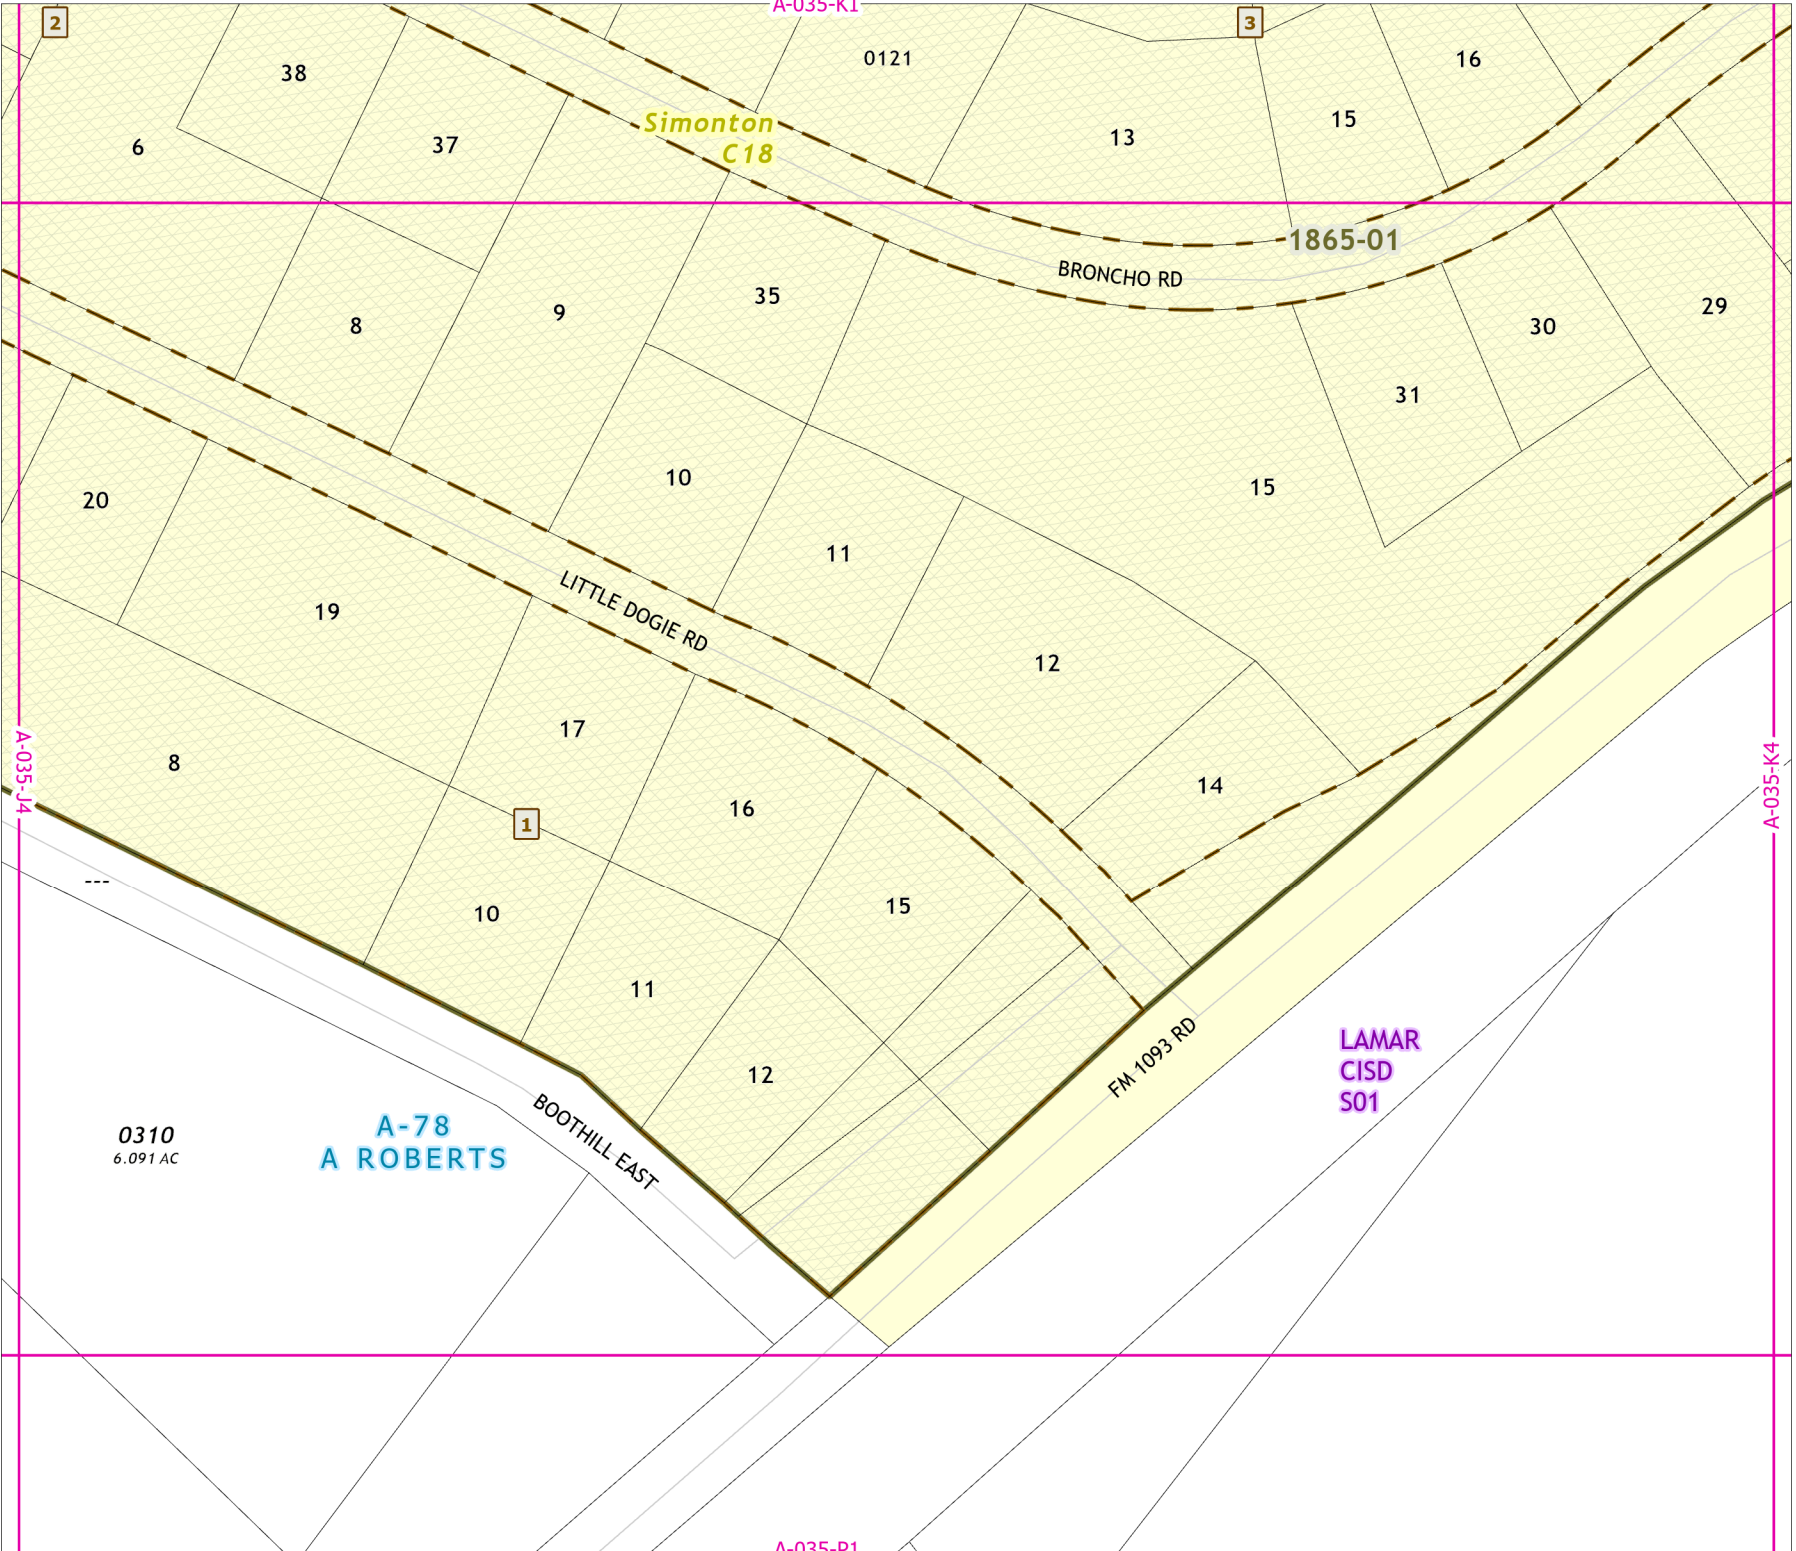 A-035-K1
2
3
38
0121
16
Simonton
C18
15
13
37
6
1865-01
BRONCHO RD
35
29
9
8
30
31
10
15
20
11
LITTLE DOGIE RD
19
12
17
A-035-J4
8
14
A-035-K4
16
1
---
15
10
11
LAMAR
CISD
S01
FM 1093 RD
12
BOOTHILL EAST
0310
6.091 AC
A-78
A ROBERTS
A-035-P1